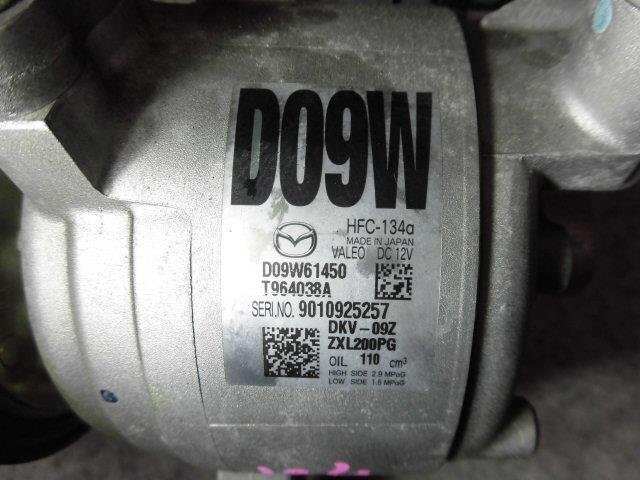 D09W
HFC-134a
MADE IN JAPAN
VALEO DC 12V
D09W61450
T964038A
SERI.NO. 9010925257
DKV-09Z
ZXL200PG
OIL 110 cm³
HIGH SIDE 2.9 MPaG
LOW SIDE 1.5 MPaG